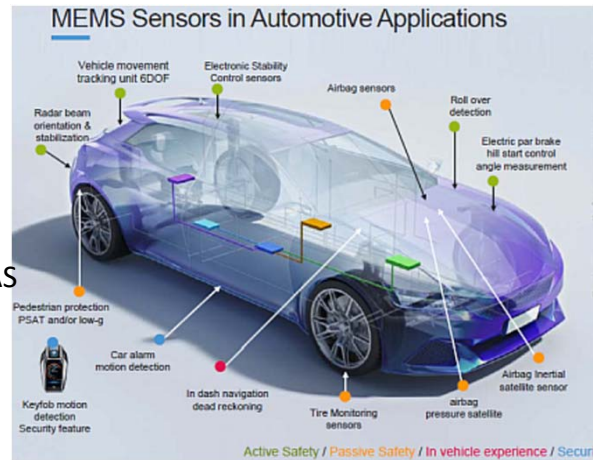 MEMS Sensors in Automotive Applications
Vehicle movement
tracking unit 6DOF
Electronic Stability
Control sensors
Airbag sensors
Roll over
detection
Radar beam
orientation &
stabilization
Electric par brake
hill start control
angle measurement
AS
Pedestrian protection
PSAT and/or low-g
Car alarm
motion detection
In dash navigation
dead reckoning
Tire Monitoring
sensors
airbag
pressure satellite
Airbag Inertial
satellite sensor
Keyfob motion
detection
Security feature
Active Safety / Passive Safety / In vehicle experience / Securi